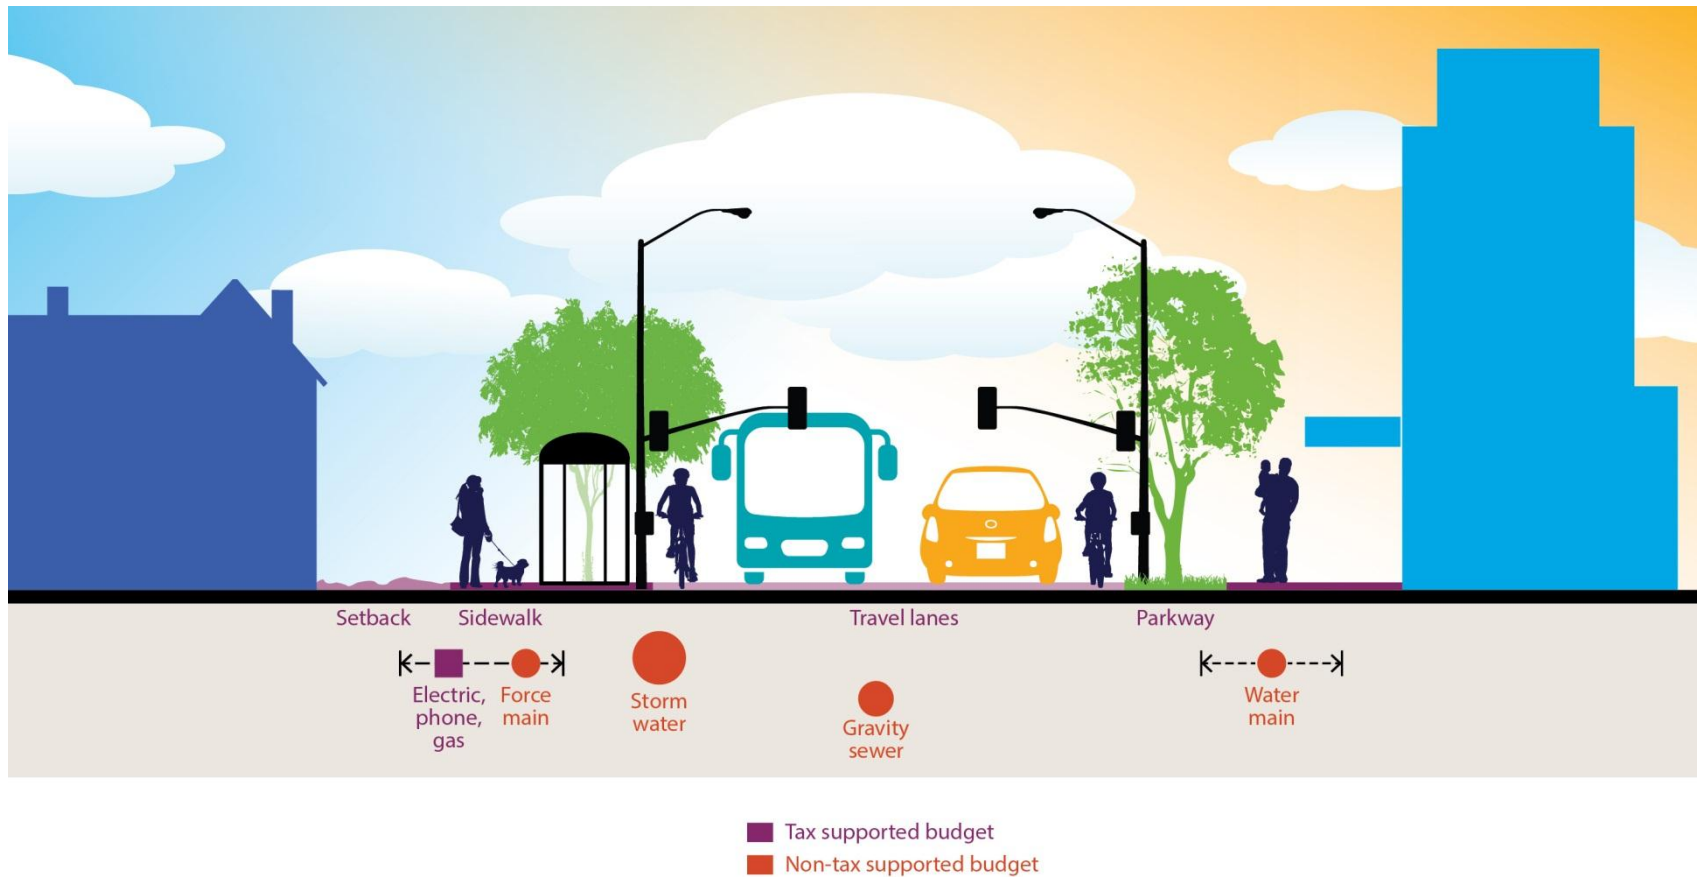 Setback
Sidewalk
Travel lanes
Parkway
Electric,
phone,
gas
Force
main
Storm
water
Gravity
sewer
Water
main
Tax supported budget
Non-tax supported budget